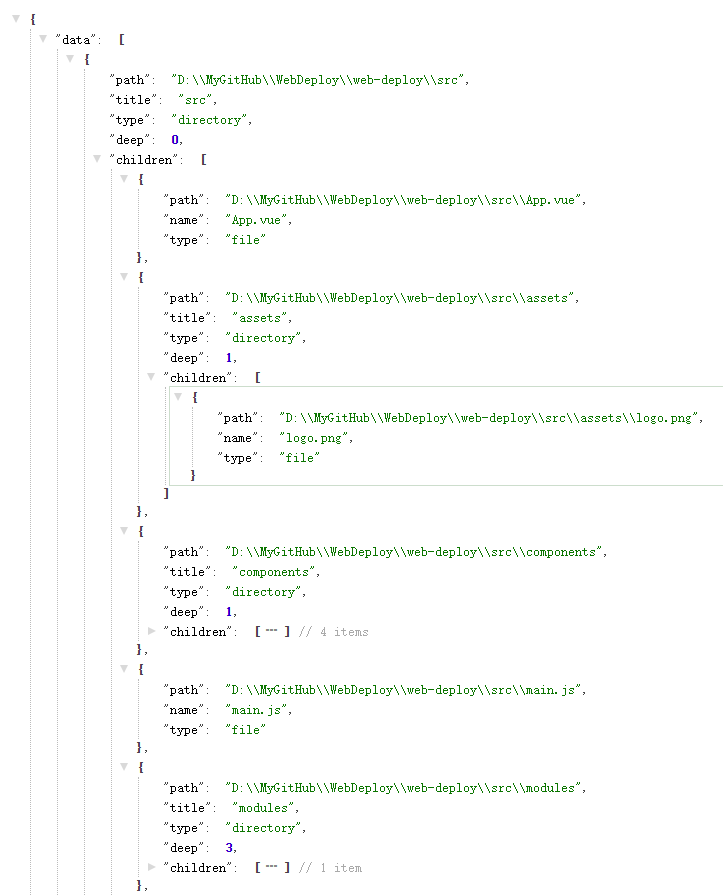 {
"data": [
{
"path": "D:\\MyGitHub\\WebDeploy\\web-deploy\\src",
"title": "src",
"type": "directory",
"deep": 0,
"children": [
{
"path": "D:\\MyGitHub\\WebDeploy\\web-deploy\\src\\App.vue",
"name": "App.vue",
"type": "file"
},
{
"path": "D:\\MyGitHub\\WebDeploy\\web-deploy\\src\\assets",
"title": "assets",
"type": "directory",
"deep": 1,
"children": [
{
"path": "D:\\MyGitHub\\WebDeploy\\web-deploy\\src\\assets\\logo.png",
"name": "logo.png",
"type": "file"
}
]
},
{
"path": "D:\\MyGitHub\\WebDeploy\\web-deploy\\src\\components",
"title": "components",
"type": "directory",
"deep": 1,
"children": [ ... ] // 4 items
},
{
"path": "D:\\MyGitHub\\WebDeploy\\web-deploy\\src\\main.js",
"name": "main.js",
"type": "file"
},
{
"path": "D:\\MyGitHub\\WebDeploy\\web-deploy\\src\\modules",
"title": "modules",
"type": "directory",
"deep": 3,
"children": [ ... ] // 1 item
},